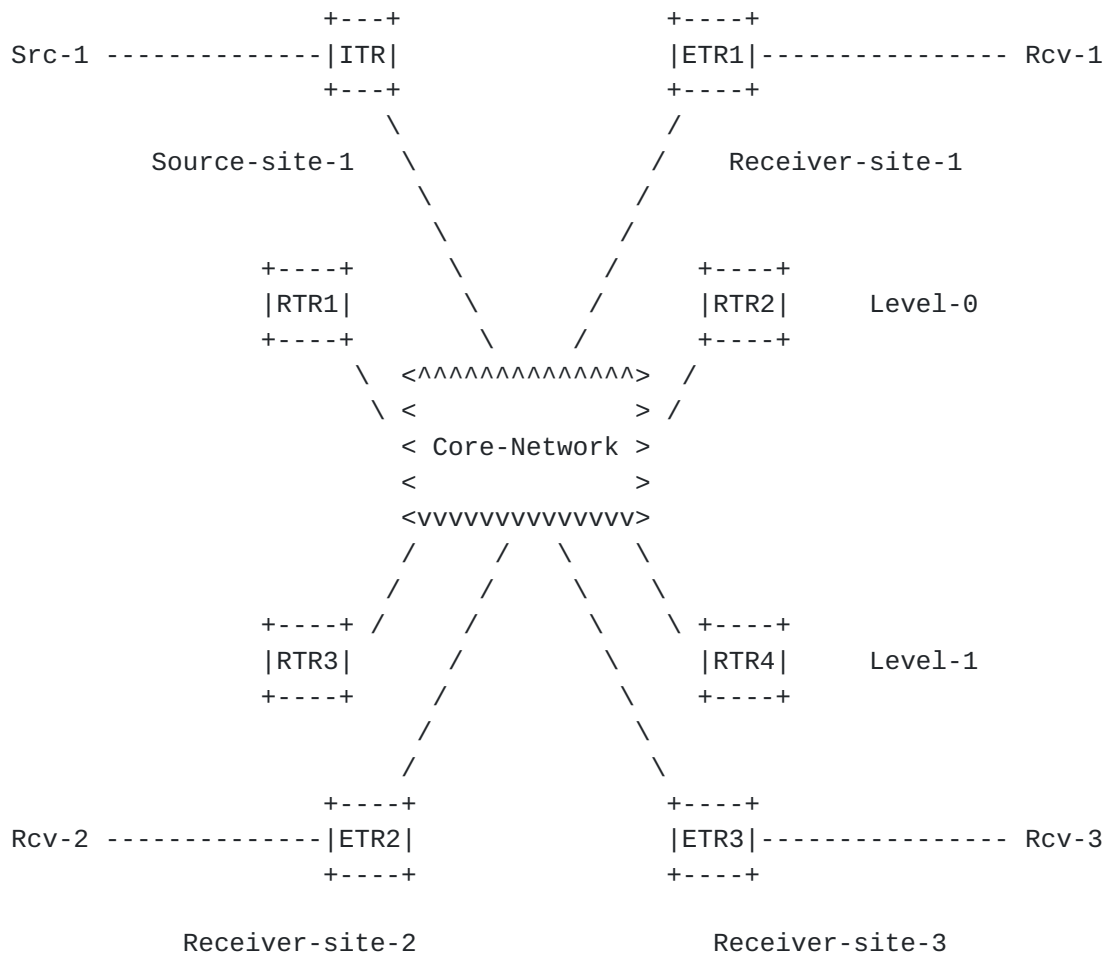 Src-1 ITR ETR1 Rcv-1
Source-site-1 Receiver-site-1
RTR1 RTR2 Level-0
Core-Network
RTR3 RTR4 Level-1
Rcv-2 ETR2 ETR3 Rcv-3
Receiver-site-2 Receiver-site-3